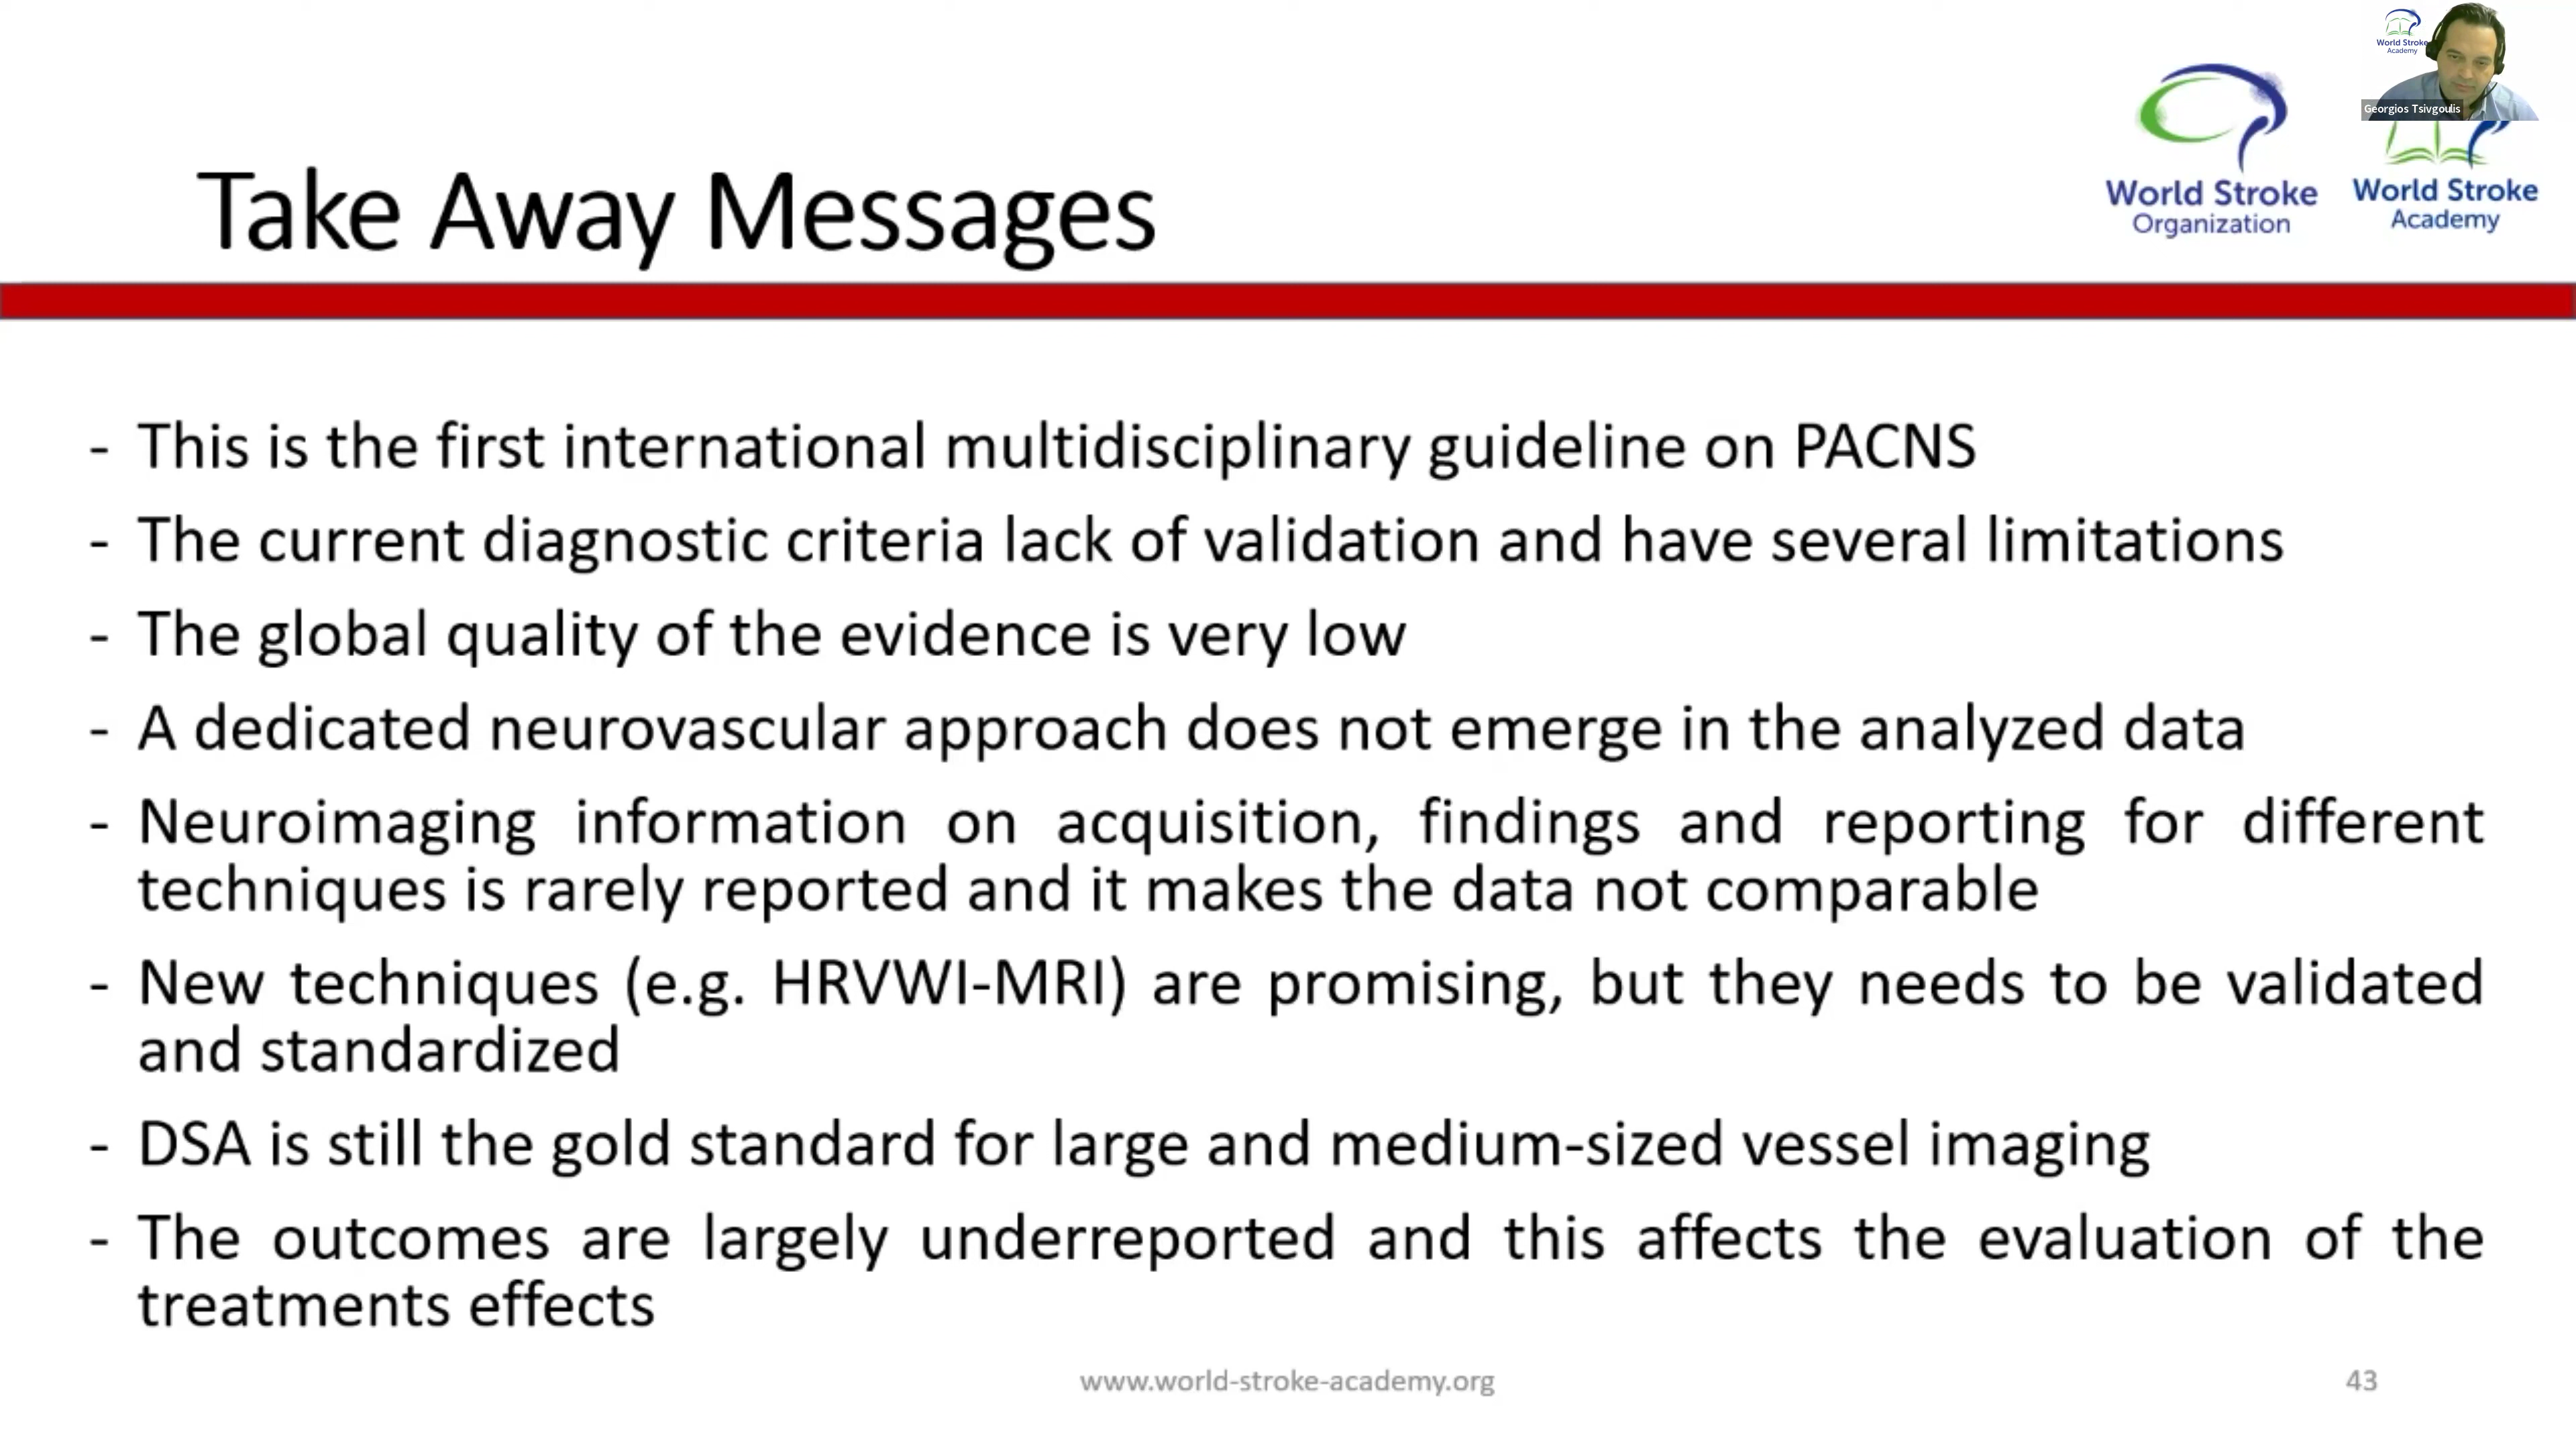 World Stroke
Academy
Georgios Tsivgoulis
World Stroke
Organization
World Stroke
Academy
Take Away Messages
- This is the first international multidisciplinary guideline on PACNS
- The current diagnostic criteria lack of validation and have several limitations
- The global quality of the evidence is very low
- A dedicated neurovascular approach does not emerge in the analyzed data
- Neuroimaging information on acquisition, findings and reporting for different
techniques is rarely reported and it makes the data not comparable
- New techniques (e.g. HRVWI-MRI) are promising, but they needs to be validated
and standardized
- DSA is still the gold standard for large and medium-sized vessel imaging
- The outcomes are largely underreported and this affects the evaluation of the
treatments effects
www.world-stroke-academy.org
43